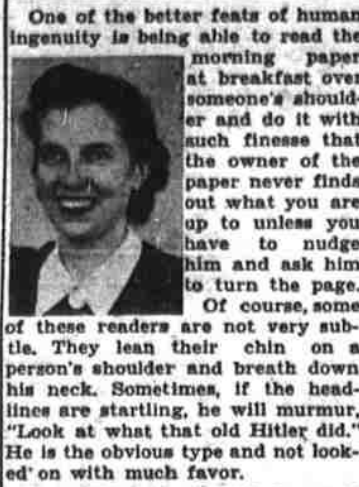 One of the better feats of human
ingenuity is being able to read the
morning paper
at breakfast over
someone's should-
er and do it with
such finesse that
the owner of the
paper never finds
out what you are
up to unless you
have to nudge
him and ask him
to turn the page.
Of course, some
of these readers are not very sub-
tle. They lean their chin on a
person's shoulder and breath down
his neck. Sometimes, if the head-
lines are startling, he will murmur,
"Look at what that old Hitler did."
He is the obvious type and not look-
ed on with much favor.